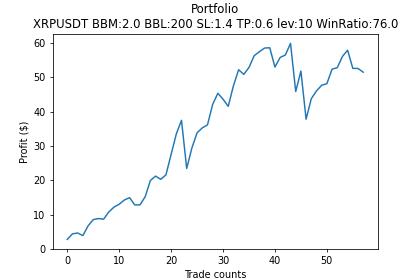 Portfolio
XRPUSDT BBM:2.0 BBL:200 SL:1.4 TP:0.6 lev:10 WinRatio:76.0
60
50
40
30
20
10
0
Profit ($)
0 10 20 30 40 50
Trade counts